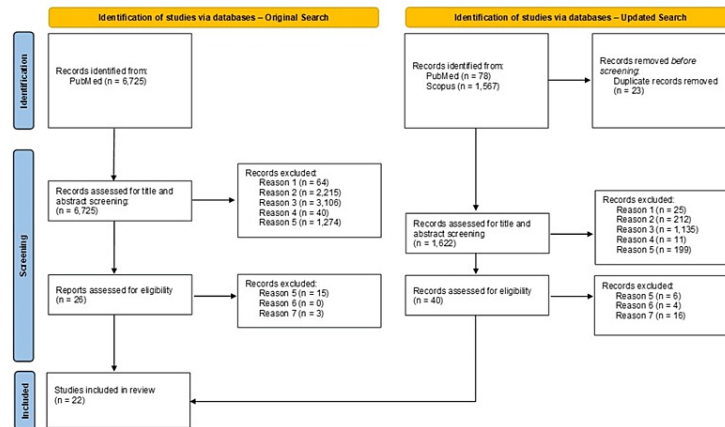 Identification of studies via databases – Original Search
Identification of studies via databases – Updated Search
Identification
Records identified from:
PubMed (n = 6,725)
Records identified from:
PubMed (n = 78)
Scopus (n = 1,567)
Records removed before
screening:
Duplicate records removed
(n = 23)
Screening
Records assessed for title and
abstract screening:
(n = 6,725)
Records excluded:
Reason 1 (n = 64)
Reason 2 (n = 2,215)
Reason 3 (n = 3,106)
Reason 4 (n = 40)
Reason 5 (n = 1,274)
Records assessed for title and
abstract screening
(n = 1,622)
Records excluded:
Reason 1 (n = 25)
Reason 2 (n = 212)
Reason 3 (n = 1,135)
Reason 4 (n = 11)
Reason 5 (n = 199)
Reports assessed for eligibility
(n = 26)
Records excluded:
Reason 5 (n = 15)
Reason 6 (n = 0)
Reason 7 (n = 3)
Records assessed for eligibility
(n = 40)
Records excluded:
Reason 5 (n = 6)
Reason 6 (n = 4)
Reason 7 (n = 16)
Included
Studies included in review
(n = 22)